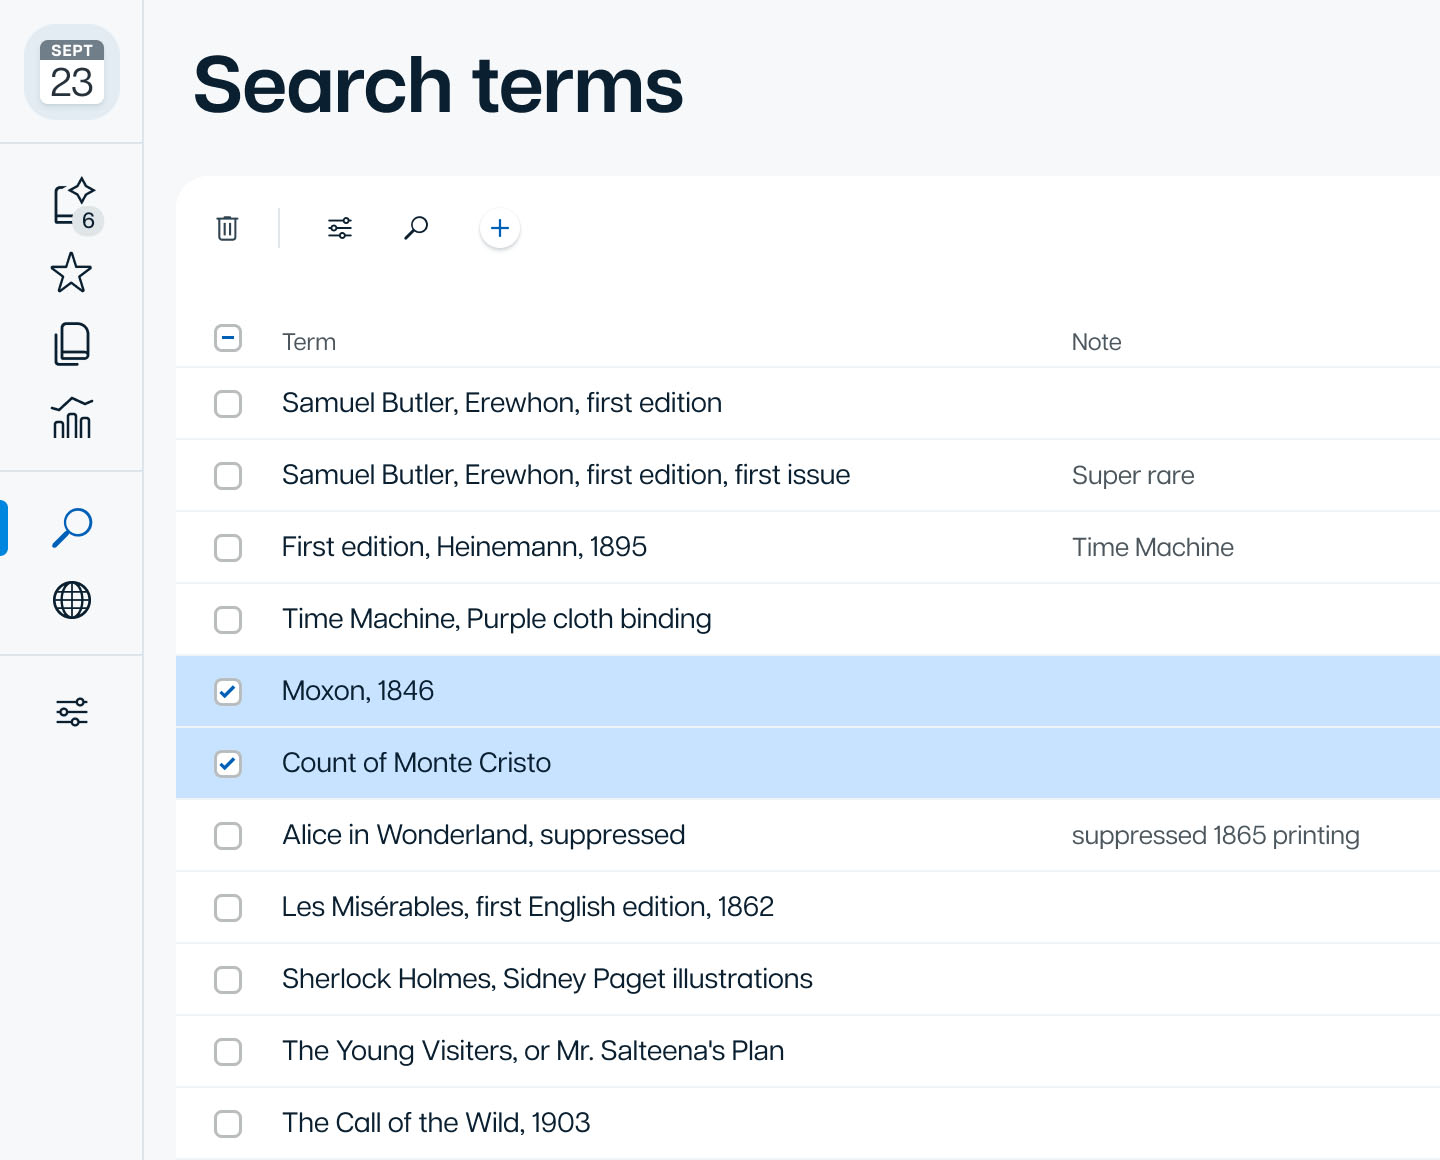 SEPT
23
Search terms
6
Term
Note
Samuel Butler, Erewhon, first edition
Samuel Butler, Erewhon, first edition, first issue
Super rare
First edition, Heinemann, 1895
Time Machine
Time Machine, Purple cloth binding
Moxon, 1846
Count of Monte Cristo
Alice in Wonderland, suppressed
suppressed 1865 printing
Les Misérables, first English edition, 1862
Sherlock Holmes, Sidney Paget illustrations
The Young Visiters, or Mr. Salteena's Plan
The Call of the Wild, 1903